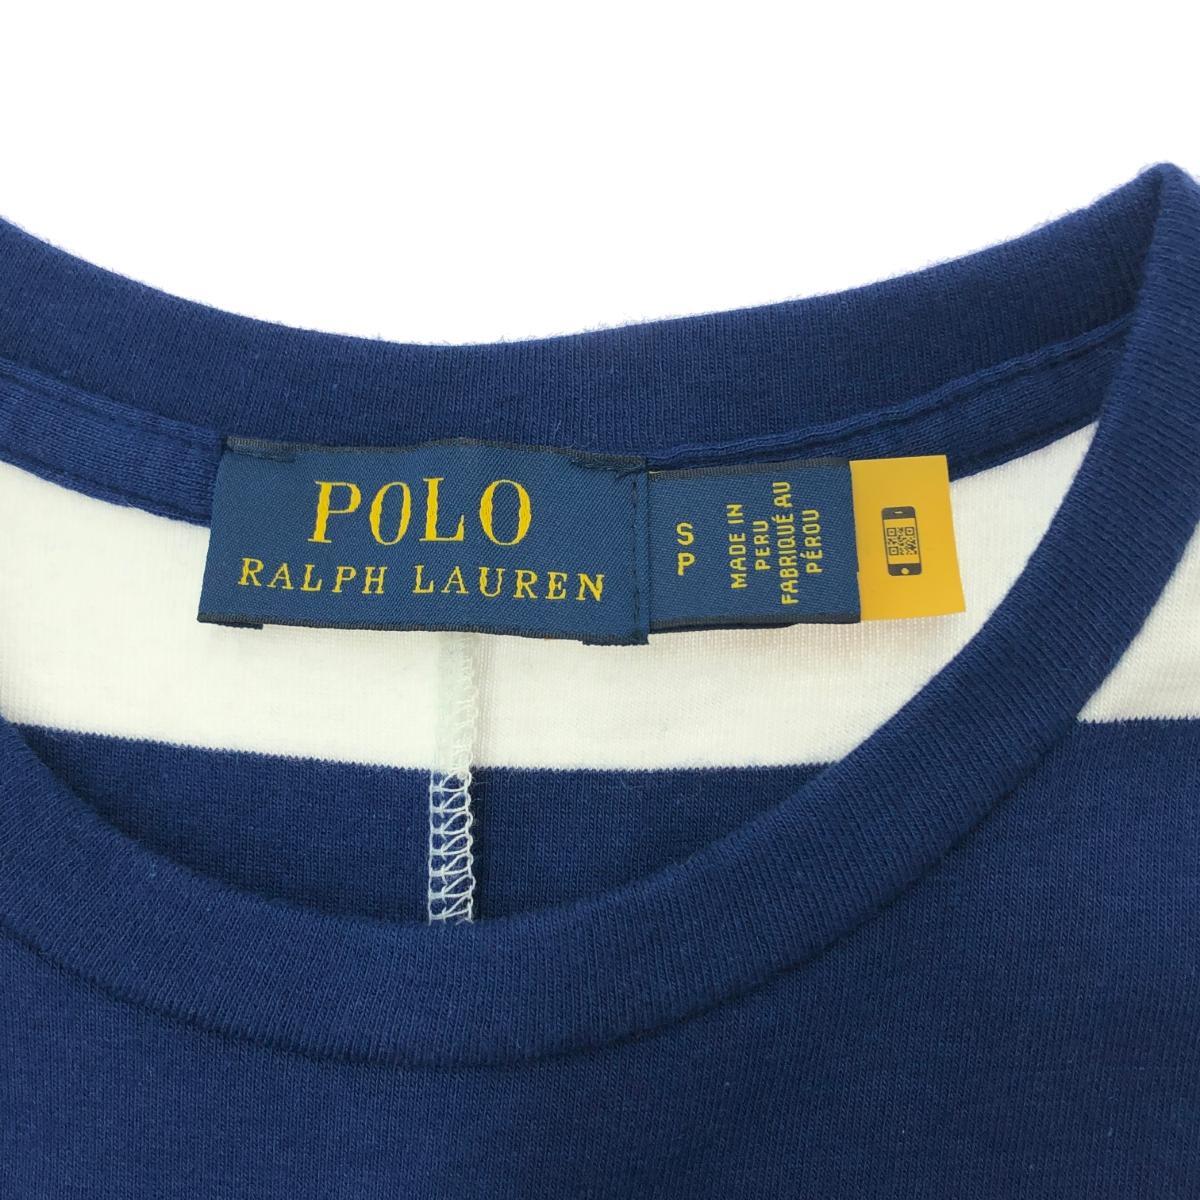 POLO
RALPH LAUREN
S
P
MADE IN
PERU
FABRIQUÉ AU
PÉROU